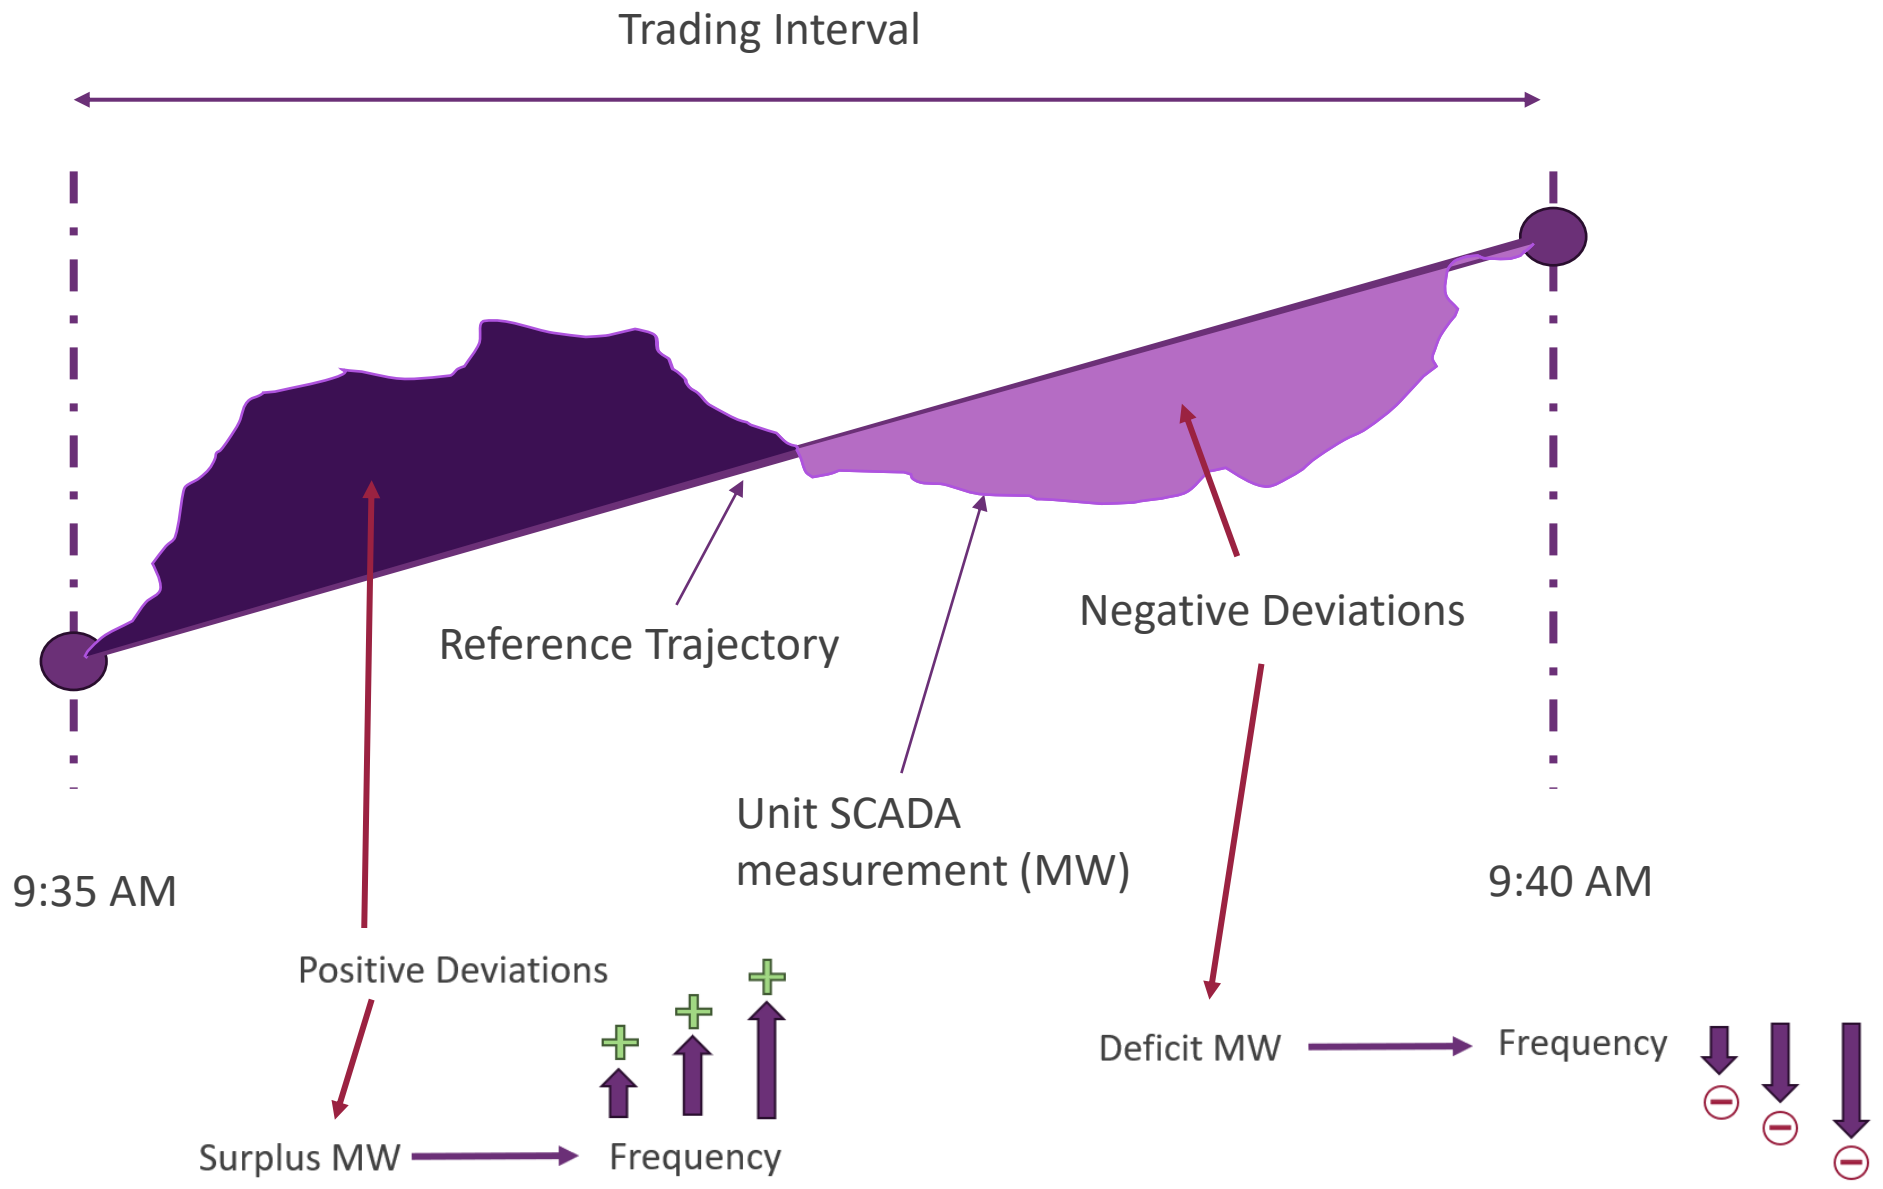 Trading Interval
Reference Trajectory
Negative Deviations
Unit SCADA
measurement (MW)
9:35 AM
9:40 AM
Positive Deviations
Deficit MW
Frequency
Surplus MW
Frequency